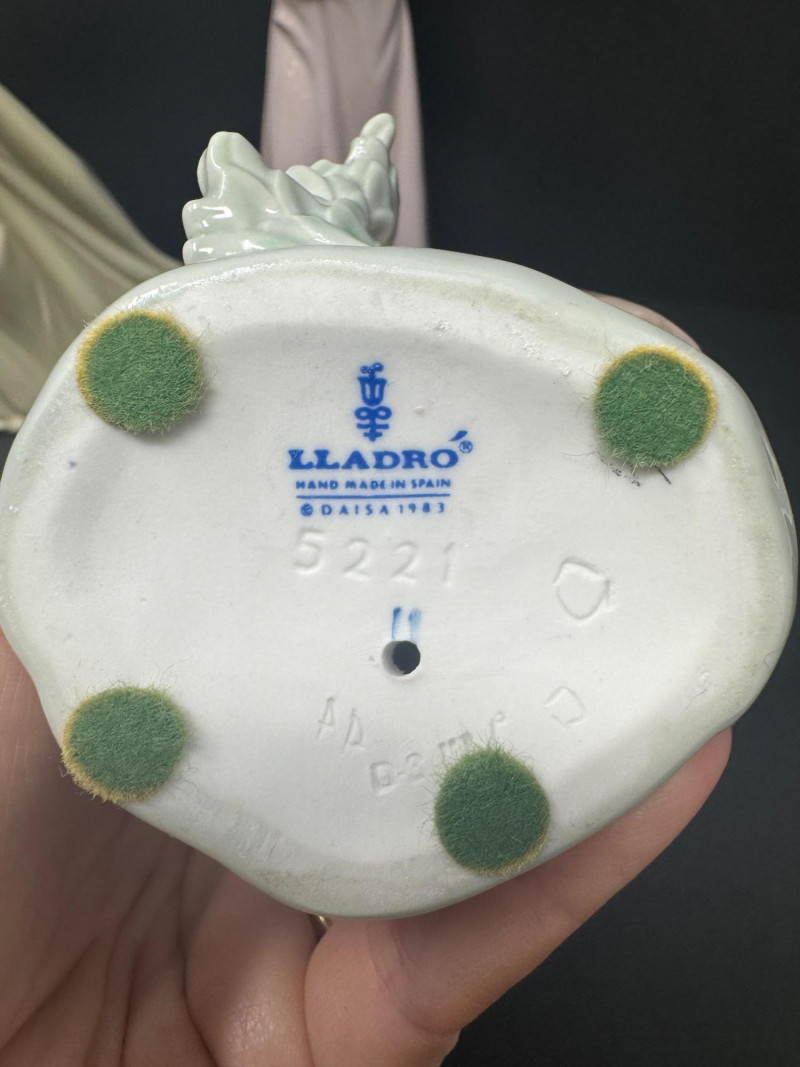 LLADRÓ®
HAND MADE IN SPAIN
© DAISA 1983
5221